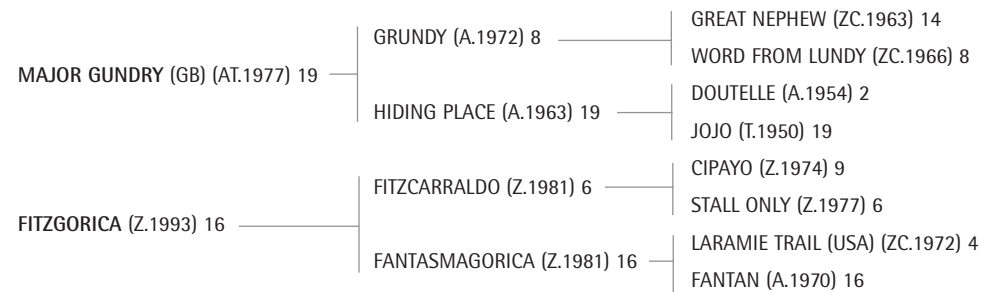 GREAT NEPHEW (ZC.1963) 14
GRUNDY (A.1972) 8
WORD FROM LUNDY (ZC.1966) 8
MAJOR GUNDRY (GB) (AT.1977) 19
DOUTELLE (A.1954) 2
HIDING PLACE (A.1963) 19
JOJO (T.1950) 19
CIPAYO (Z.1974) 9
FITZCARRALDO (Z.1981) 6
STALL ONLY (Z.1977) 6
FITZGORICA (Z.1993) 16
LARAMIE TRAIL (USA) (ZC.1972) 4
FANTASMAGORICA (Z.1981) 16
FANTAN (A.1970) 16